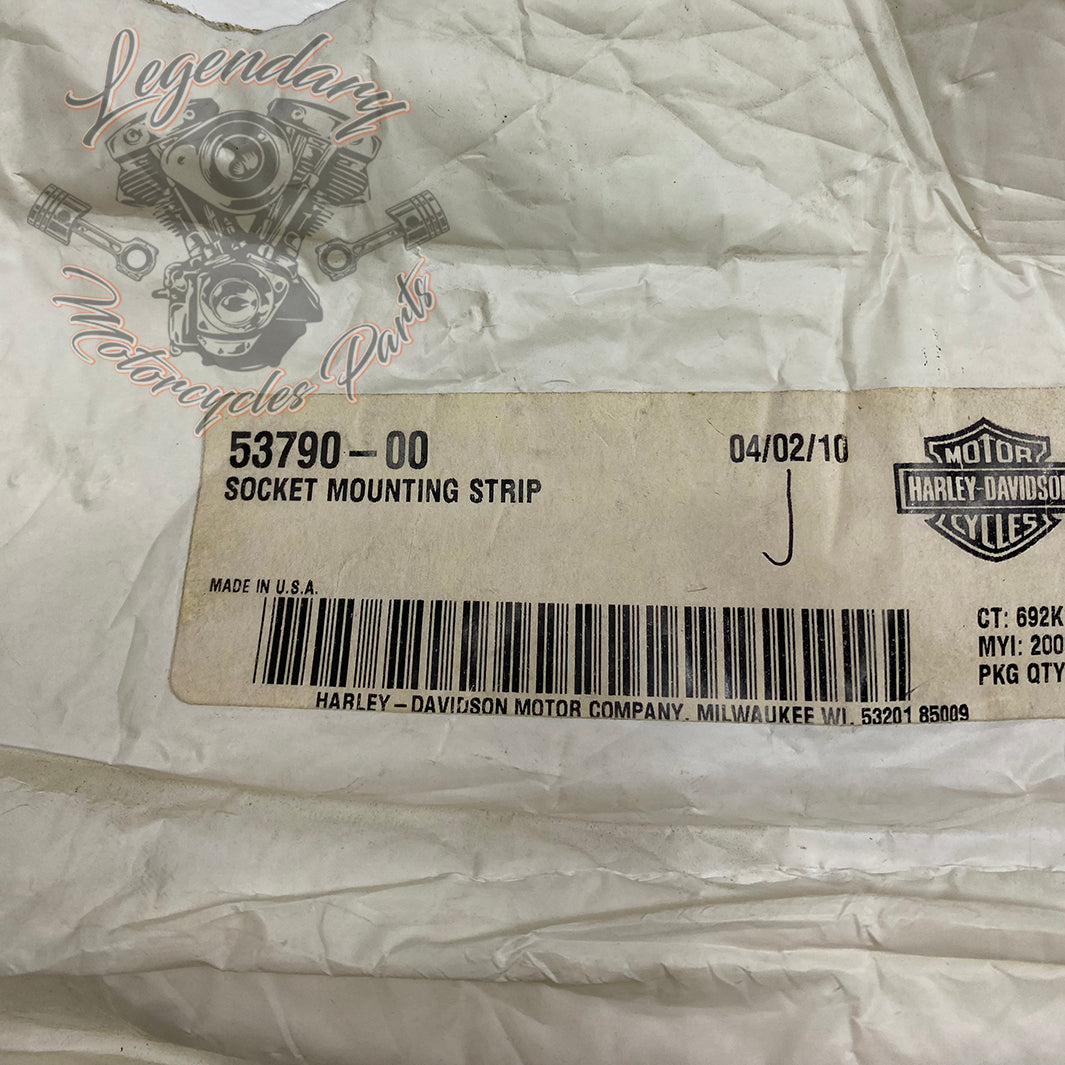 Legendary
Motorcycles Parts
53790-00
04/02/10
SOCKET MOUNTING STRIP
MOTOR
HARLEY-DAVIDSON
CYCLES
MADE IN U.S.A.
CT: 692K
MYI: 200
PKG QTY
HARLEY-DAVIDSON MOTOR COMPANY, MILWAUKEE WI. 53201 85009